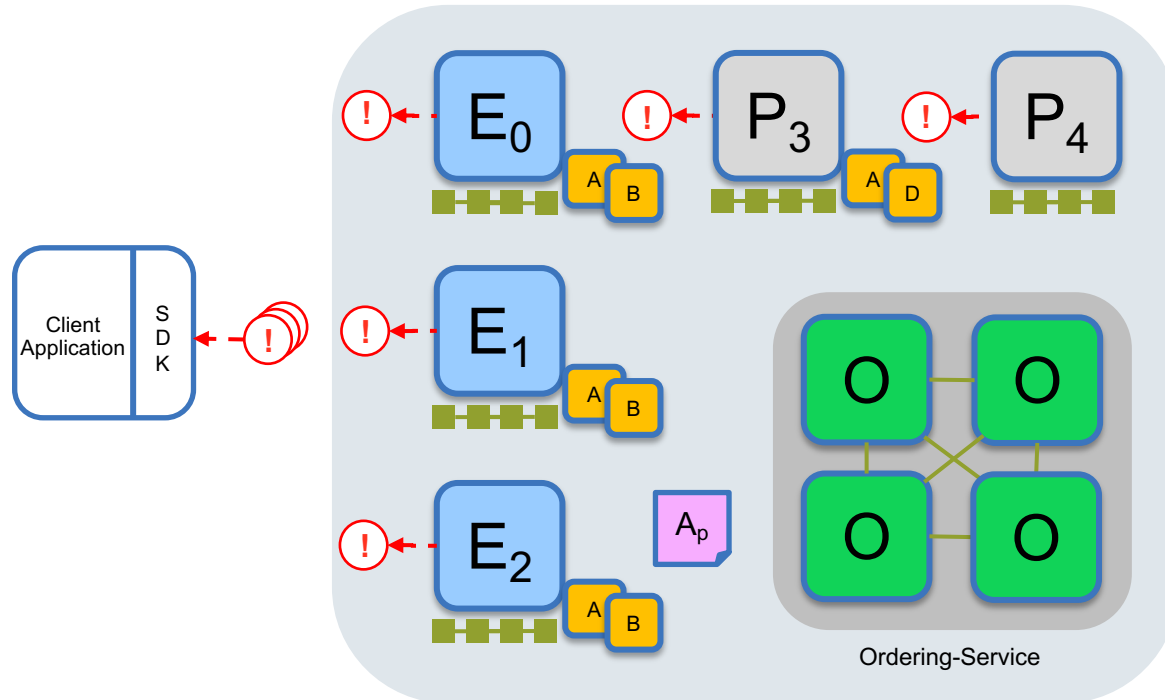 !
E0
A
B
!
P3
A
D
!
P4
Client
Application
S
D
K
!
!
E1
A
B
O
O
O
O
Ordering-Service
!
E2
A
B
Ap